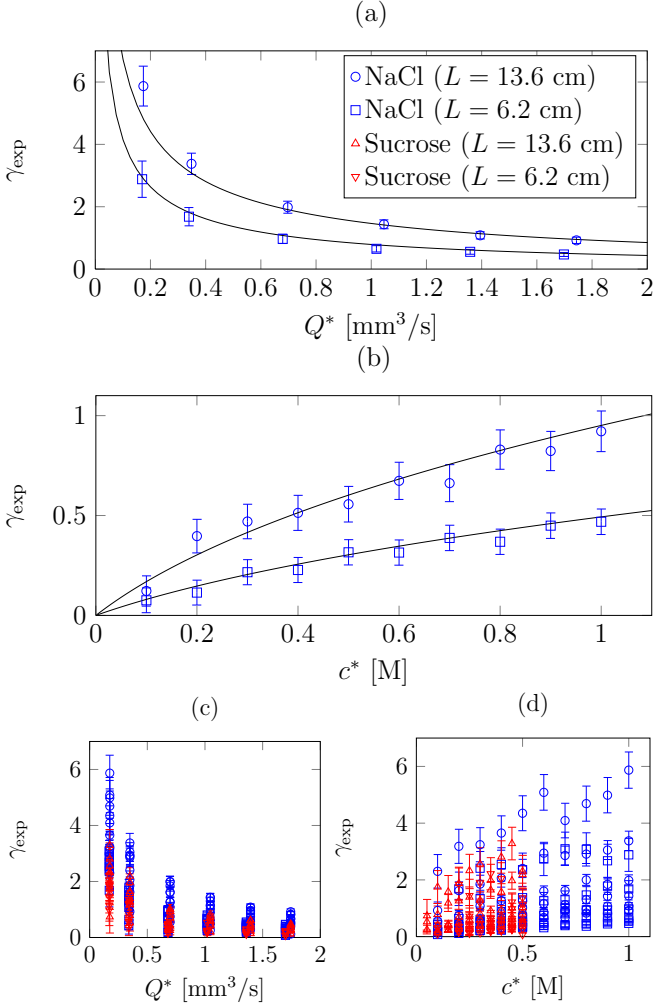 (a)
γexp
6
4
2
0
NaCl (L = 13.6 cm)
NaCl (L = 6.2 cm)
Sucrose (L = 13.6 cm)
Sucrose (L = 6.2 cm)
0 0.2 0.4 0.6 0.8 1 1.2 1.4 1.6 1.8 2
Q* [mm³/s]
(b)
γexp
1
0.5
0
0 0.2 0.4 0.6 0.8 1
c* [M]
(c)
γexp
6
4
2
0
0 0.5 1 1.5 2
Q* [mm³/s]
(d)
γexp
6
4
2
0
0 0.5 1
c* [M]